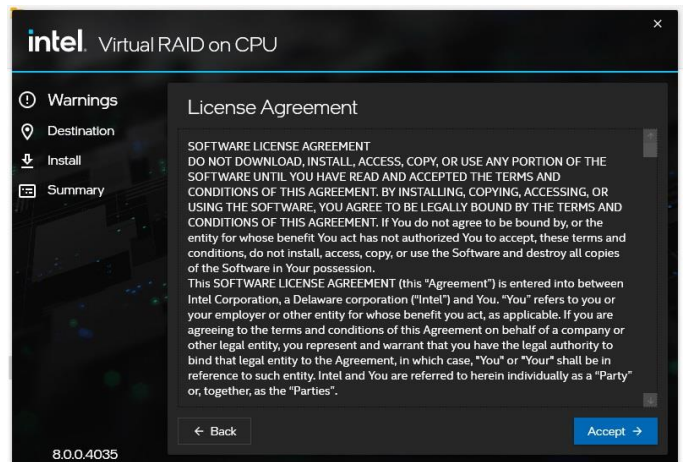 intel. Virtual RAID on CPU
Warnings
Destination
Install
Summary
8.0.0.4035
License Agreement
SOFTWARE LICENSE AGREEMENT
DO NOT DOWNLOAD, INSTALL, ACCESS, COPY, OR USE ANY PORTION OF THE
SOFTWARE UNTIL YOU HAVE READ AND ACCEPTED THE TERMS AND
CONDITIONS OF THIS AGREEMENT. BY INSTALLING, COPYING, ACCESSING, OR
USING THE SOFTWARE, YOU AGREE TO BE LEGALLY BOUND BY THE TERMS AND
CONDITIONS OF THIS AGREEMENT. If You do not agree to be bound by, or the
entity for whose benefit You act has not authorized You to accept, these terms and
conditions, do not install, access, copy, or use the Software and destroy all copies
of the Software in Your possession.
This SOFTWARE LICENSE AGREEMENT (this “Agreement”) is entered into between
Intel Corporation, a Delaware corporation (“Intel”) and You. “You” refers to you or
your employer or other entity for whose benefit you act, as applicable. If you are
agreeing to the terms and conditions of this Agreement on behalf of a company or
other legal entity, you represent and warrant that you have the legal authority to
bind that legal entity to the Agreement, in which case, "You" or "Your" shall be in
reference to such entity. Intel and You are referred to herein individually as a “Party”
or, together, as the “Parties”.
← Back
Accept →